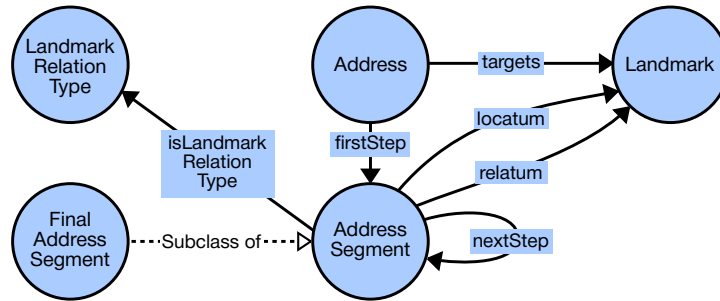 Landmark
Relation
Type
Address
targets
Landmark
locatum
firstStep
isLandmark
Relation
Type
relatum
Final
Address
Segment
Subclass of
Address
Segment
nextStep